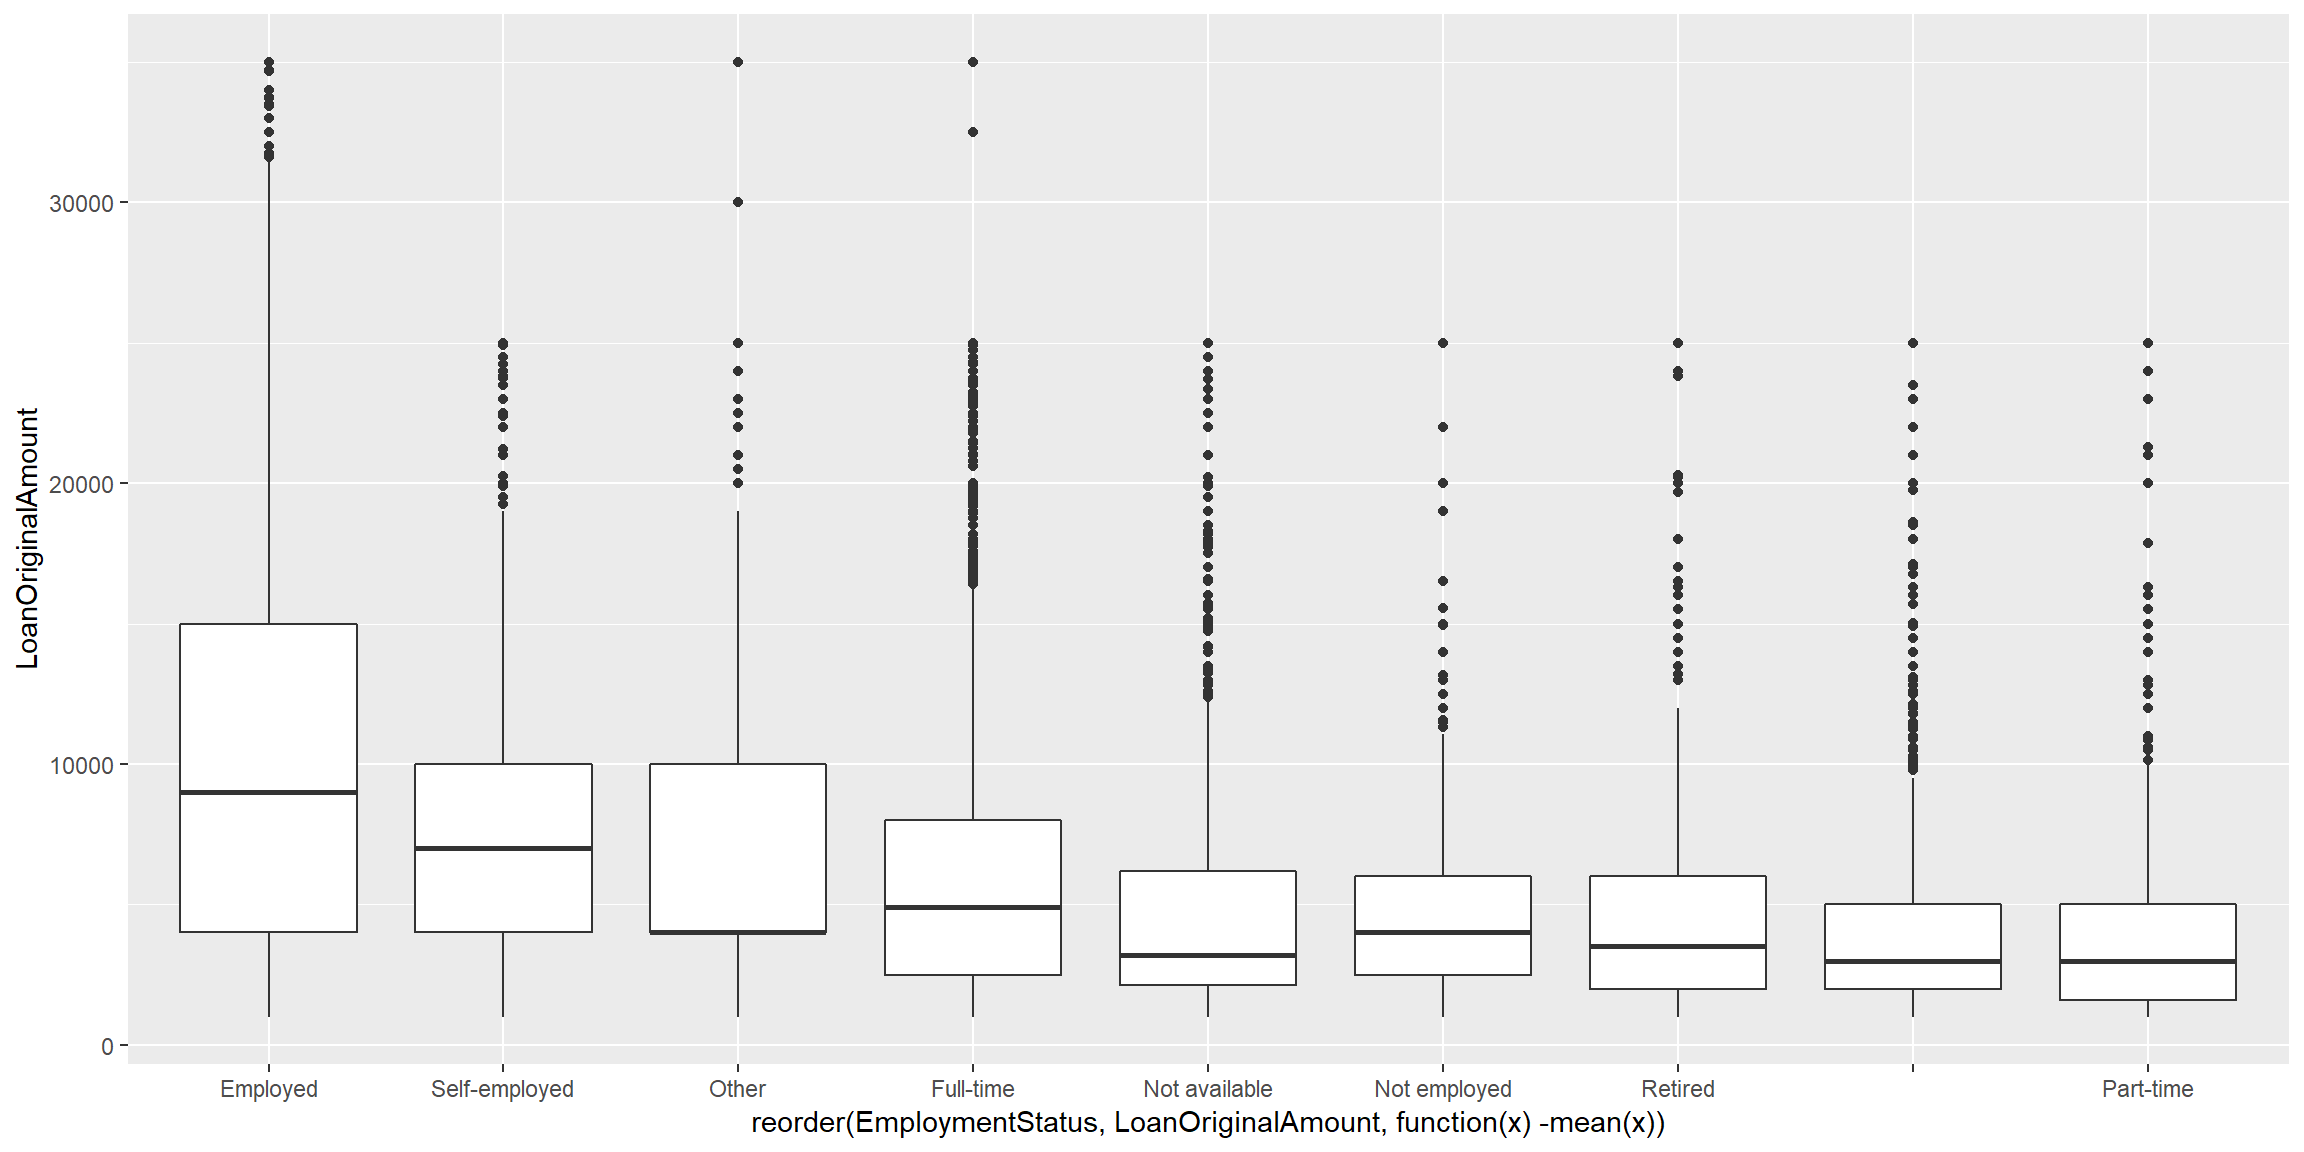 LoanOriginalAmount
30000
20000
10000
0
Employed Self-employed Other Full-time Not available Not employed Retired Part-time
reorder(EmploymentStatus, LoanOriginalAmount, function(x) -mean(x))